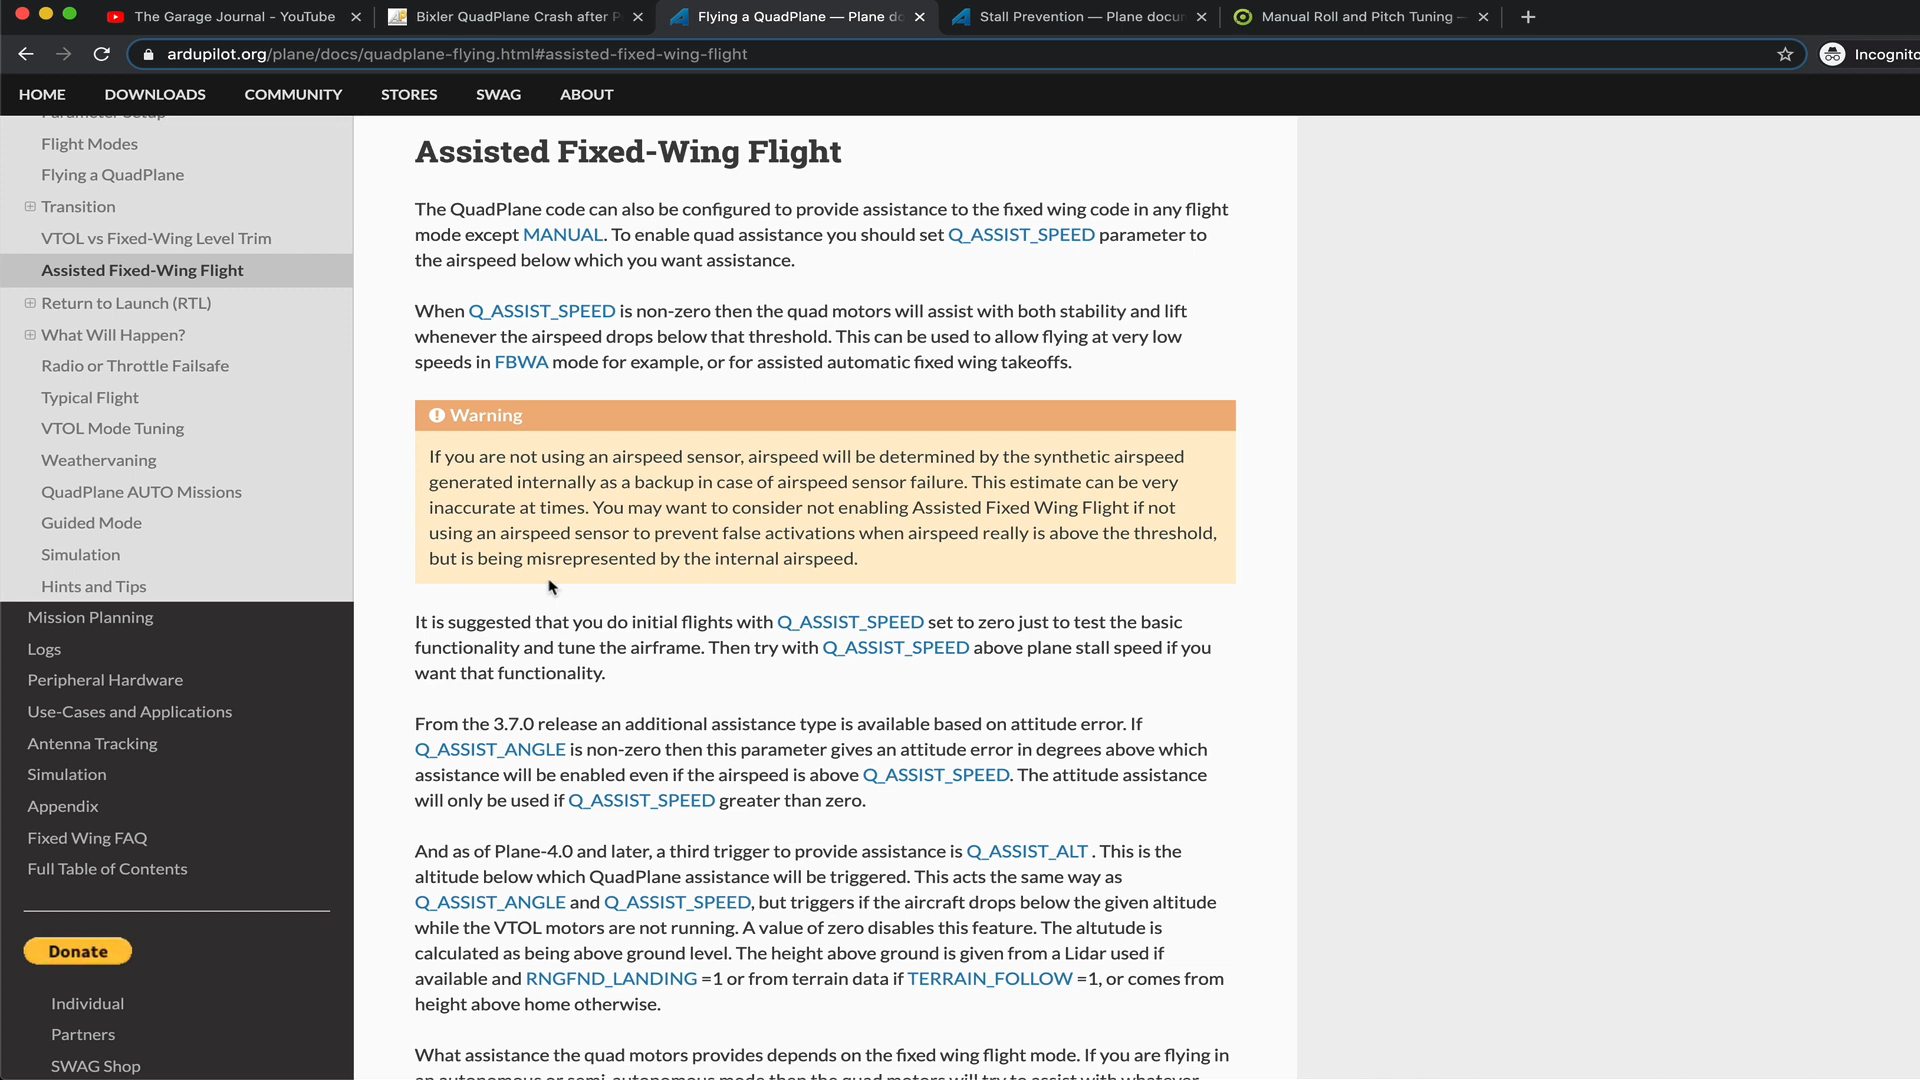 The Garage Journal - YouTube
Bixler QuadPlane Crash after P
Flying a QuadPlane — Plane do
Stall Prevention — Plane docum
Manual Roll and Pitch Tuning —
ardupilot.org/plane/docs/quadplane-flying.html#assisted-fixed-wing-flight
Incognito
HOME
DOWNLOADS
COMMUNITY
STORES
SWAG
ABOUT
Parameter Setup
Flight Modes
Flying a QuadPlane
Transition
VTOL vs Fixed-Wing Level Trim
Assisted Fixed-Wing Flight
Return to Launch (RTL)
What Will Happen?
Radio or Throttle Failsafe
Typical Flight
VTOL Mode Tuning
Weathervaning
QuadPlane AUTO Missions
Guided Mode
Simulation
Hints and Tips
Mission Planning
Logs
Peripheral Hardware
Use-Cases and Applications
Antenna Tracking
Simulation
Appendix
Fixed Wing FAQ
Full Table of Contents
Donate
Individual
Partners
SWAG Shop
Assisted Fixed-Wing Flight
The QuadPlane code can also be configured to provide assistance to the fixed wing code in any flight
mode except MANUAL. To enable quad assistance you should set Q_ASSIST_SPEED parameter to
the airspeed below which you want assistance.
When Q_ASSIST_SPEED is non-zero then the quad motors will assist with both stability and lift
whenever the airspeed drops below that threshold. This can be used to allow flying at very low
speeds in FBWA mode for example, or for assisted automatic fixed wing takeoffs.
Warning
If you are not using an airspeed sensor, airspeed will be determined by the synthetic airspeed
generated internally as a backup in case of airspeed sensor failure. This estimate can be very
inaccurate at times. You may want to consider not enabling Assisted Fixed Wing Flight if not
using an airspeed sensor to prevent false activations when airspeed really is above the threshold,
but is being misrepresented by the internal airspeed.
It is suggested that you do initial flights with Q_ASSIST_SPEED set to zero just to test the basic
functionality and tune the airframe. Then try with Q_ASSIST_SPEED above plane stall speed if you
want that functionality.
From the 3.7.0 release an additional assistance type is available based on attitude error. If
Q_ASSIST_ANGLE is non-zero then this parameter gives an attitude error in degrees above which
assistance will be enabled even if the airspeed is above Q_ASSIST_SPEED. The attitude assistance
will only be used if Q_ASSIST_SPEED greater than zero.
And as of Plane-4.0 and later, a third trigger to provide assistance is Q_ASSIST_ALT . This is the
altitude below which QuadPlane assistance will be triggered. This acts the same way as
Q_ASSIST_ANGLE and Q_ASSIST_SPEED, but triggers if the aircraft drops below the given altitude
while the VTOL motors are not running. A value of zero disables this feature. The altutude is
calculated as being above ground level. The height above ground is given from a Lidar used if
available and RNGFND_LANDING =1 or from terrain data if TERRAIN_FOLLOW =1, or comes from
height above home otherwise.
What assistance the quad motors provides depends on the fixed wing flight mode. If you are flying in
an autonomous or semi-autonomous mode then the quad motors will try to assist with whatever